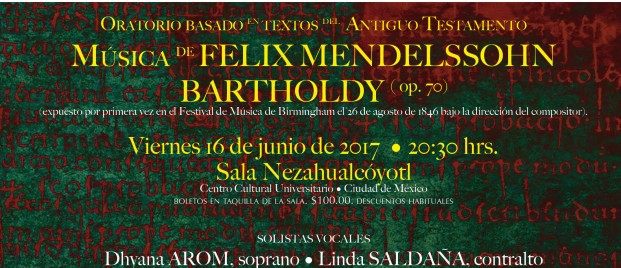 Oratorio basado en textos del Antiguo Testamento
Música de FELIX MENDELSSOHN
BARTHOLDY (op. 70)
(expuesto por primera vez en el Festival de Música de Birmingham el 26 de agosto de 1846 bajo la dirección del compositor).
Viernes 16 de junio de 2017 • 20:30 hrs.
Sala Nezahualcóyotl
Centro Cultural Universitario • Ciudad de México
BOLETOS EN TAQUILLA DE LA SALA. $100.00. DESCUENTOS HABITUALES
SOLISTAS VOCALES
Dhyana AROM, soprano • Linda SALDAÑA, contralto